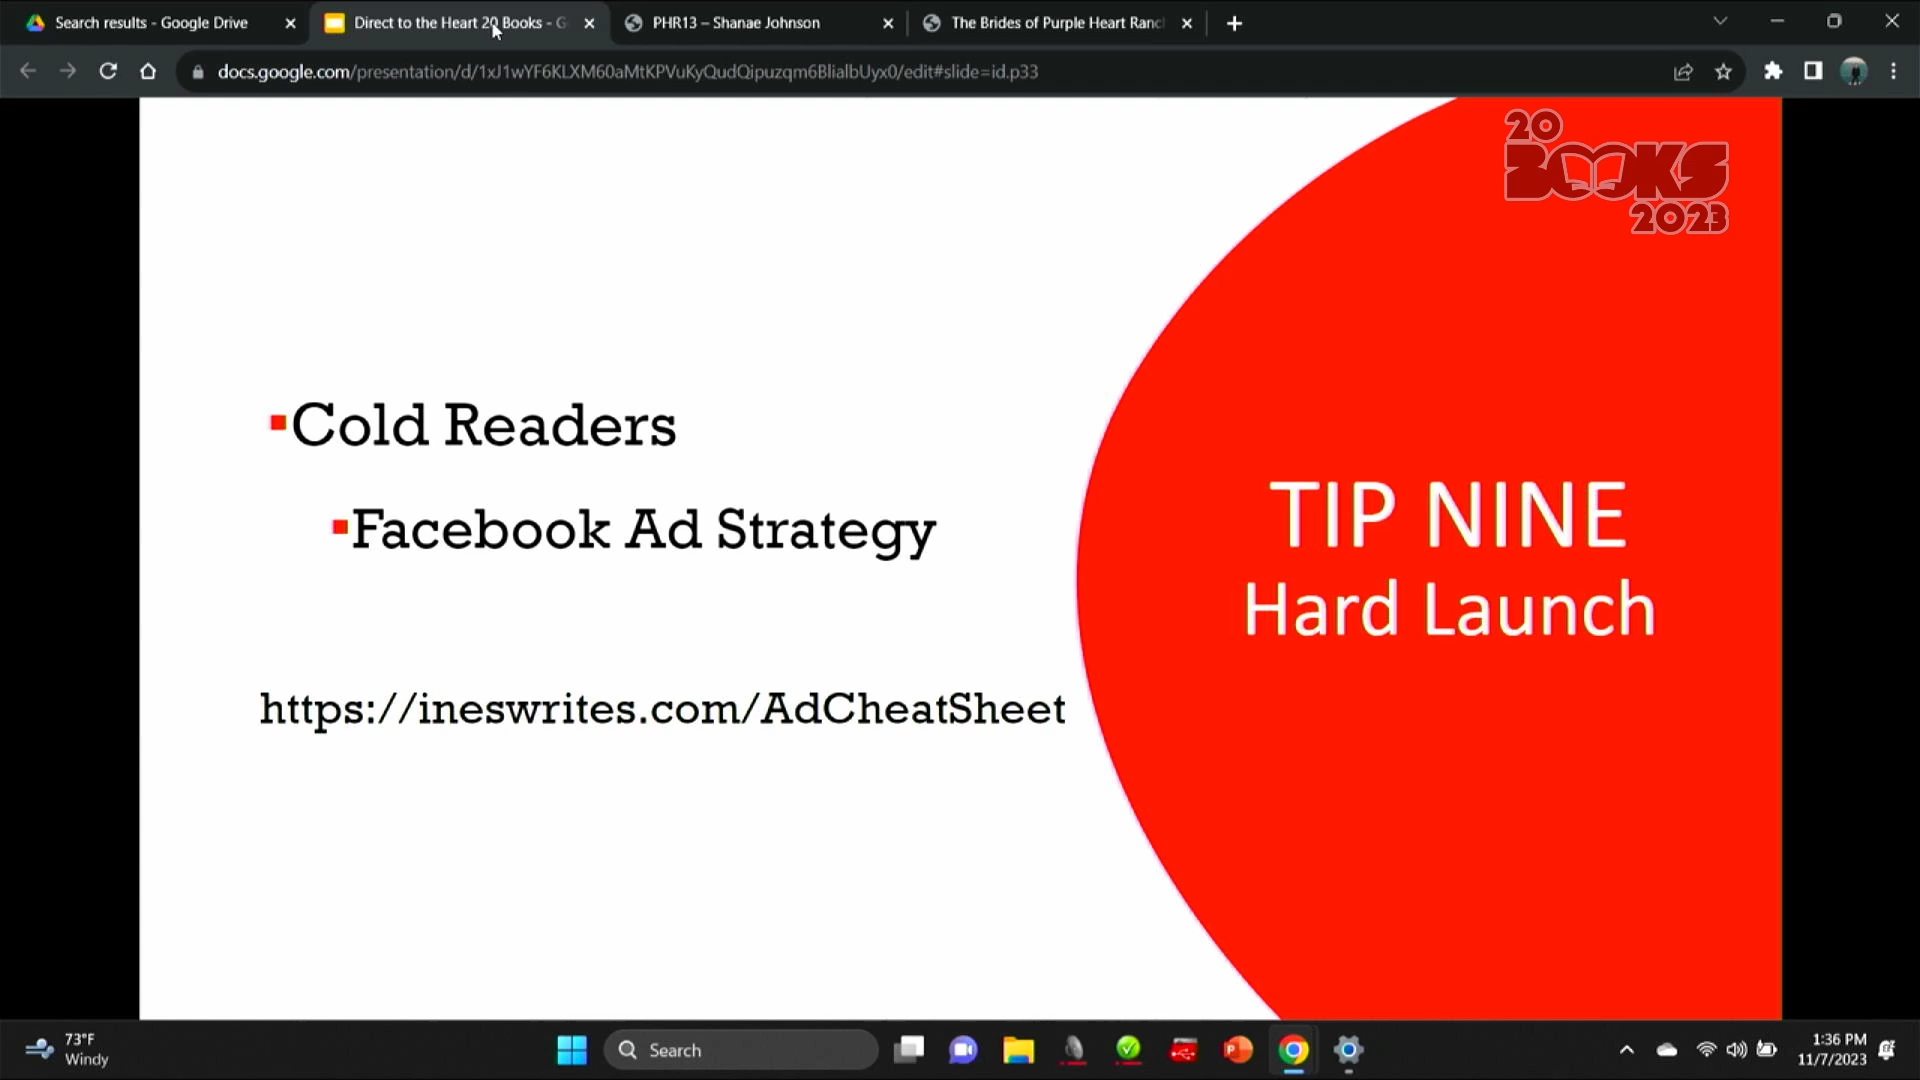 Search results - Google Drive
Direct to the Heart 20 Books - G
PHR13 – Shanae Johnson
The Brides of Purple Heart Ranc
docs.google.com/presentation/d/1xJ1wYF6KLXM60aMtKPVuKyQudQipuzqm6BlialbUyx0/edit#slide=id.p33
20
BOOKS
2023
Cold Readers
Facebook Ad Strategy
https://ineswrites.com/AdCheatSheet
TIP NINE
Hard Launch
73°F
Windy
Search
1:36 PM
11/7/2023